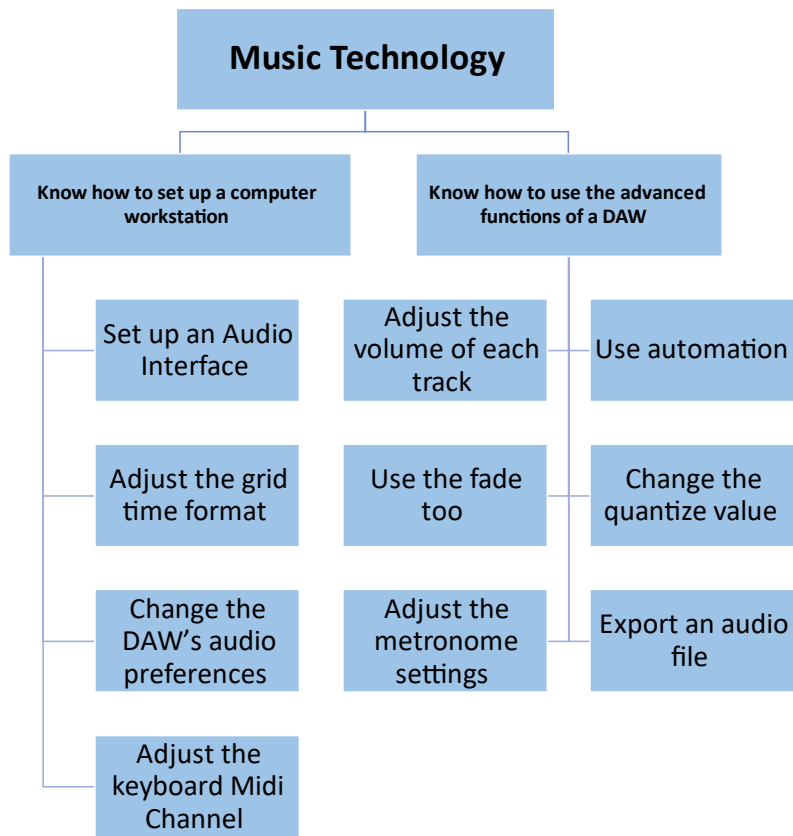 Music Technology
Know how to set up a computer
workstation
Set up an Audio
Interface
Adjust the grid
time format
Change the
DAW’s audio
preferences
Adjust the
keyboard Midi
Channel
Know how to use the advanced
functions of a DAW
Adjust the
volume of each
track
Use automation
Use the fade
too
Change the
quantize value
Adjust the
metronome
settings
Export an audio
file